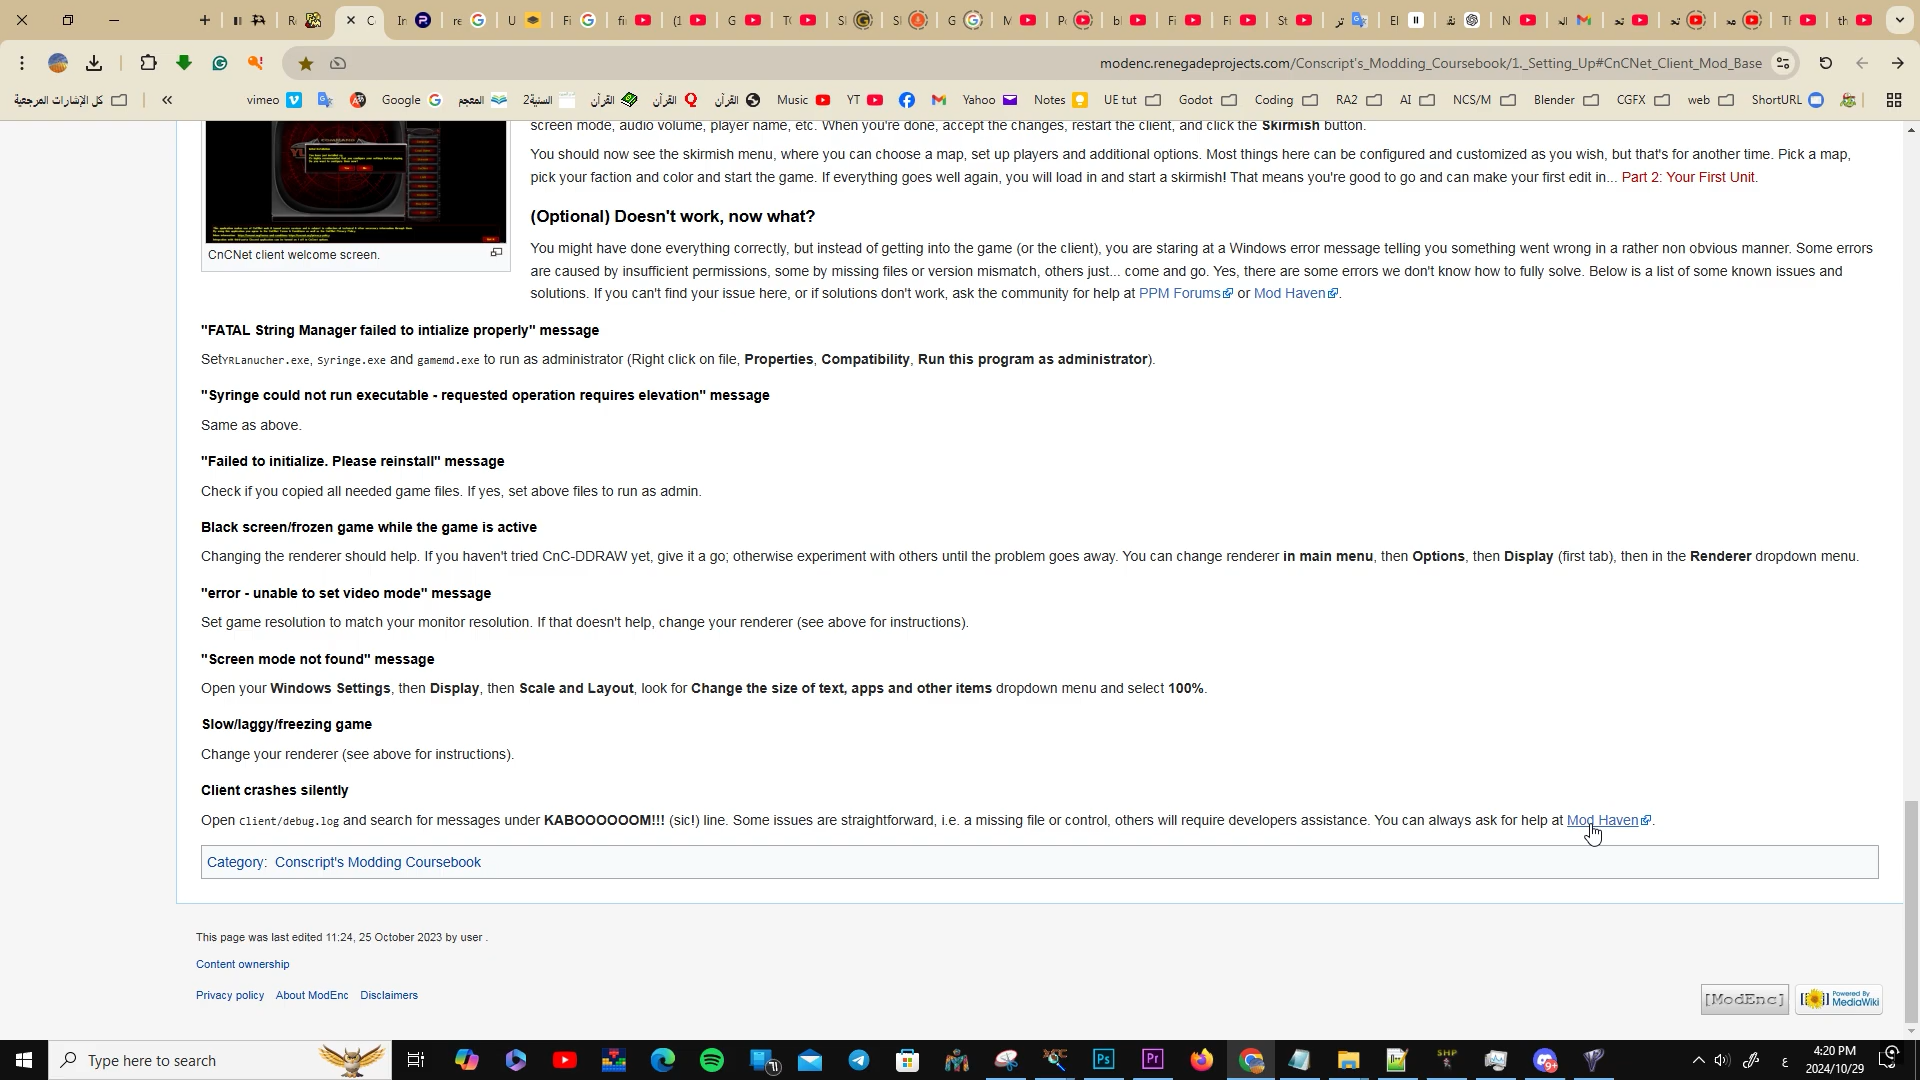 modenc.renegadeprojects.com/Conscript's_Modding_Coursebook/1._Setting_Up#CnCNet_Client_Mod_Base
كل الإشارات المرجعية
vimeo
Google
المعجم
السنية2
القرآن
القرآن
القرآن
Music
YT
Yahoo
Notes
UE tut
Godot
Coding
RA2
AI
NCS/M
Blender
CGFX
web
ShortURL
screen mode, audio volume, player name, etc. When you're done, accept the changes, restart the client, and click the Skirmish button.
You should now see the skirmish menu, where you can choose a map, set up players and additional options. Most things here can be configured and customized as you wish, but that's for another time. Pick a map,
pick your faction and color and start the game. If everything goes well again, you will load in and start a skirmish! That means you're good to go and can make your first edit in... Part 2: Your First Unit.
CnCNet client welcome screen.
(Optional) Doesn't work, now what?
You might have done everything correctly, but instead of getting into the game (or the client), you are staring at a Windows error message telling you something went wrong in a rather non obvious manner. Some errors
are caused by insufficient permissions, some by missing files or version mismatch, others just... come and go. Yes, there are some errors we don't know how to fully solve. Below is a list of some known issues and
solutions. If you can't find your issue here, or if solutions don't work, ask the community for help at PPM Forums or Mod Haven.
"FATAL String Manager failed to intialize properly" message
SetYRLanucher.exe, Syringe.exe and gamemd.exe to run as administrator (Right click on file, Properties, Compatibility, Run this program as administrator).
"Syringe could not run executable - requested operation requires elevation" message
Same as above.
"Failed to initialize. Please reinstall" message
Check if you copied all needed game files. If yes, set above files to run as admin.
Black screen/frozen game while the game is active
Changing the renderer should help. If you haven't tried CnC-DDRAW yet, give it a go; otherwise experiment with others until the problem goes away. You can change renderer in main menu, then Options, then Display (first tab), then in the Renderer dropdown menu.
"error - unable to set video mode" message
Set game resolution to match your monitor resolution. If that doesn't help, change your renderer (see above for instructions).
"Screen mode not found" message
Open your Windows Settings, then Display, then Scale and Layout, look for Change the size of text, apps and other items dropdown menu and select 100%.
Slow/laggy/freezing game
Change your renderer (see above for instructions).
Client crashes silently
Open client/debug.log and search for messages under KABOOOOOOM!!! (sic!) line. Some issues are straightforward, i.e. a missing file or control, others will require developers assistance. You can always ask for help at Mod Haven.
Category: Conscript's Modding Coursebook
This page was last edited 11:24, 25 October 2023 by user .
Content ownership
Privacy policy About ModEnc Disclaimers
[ModEnc]
Powered By
MediaWiki
Type here to search
Ps
Pr
SHP
ع
4:20 PM
2024/10/29